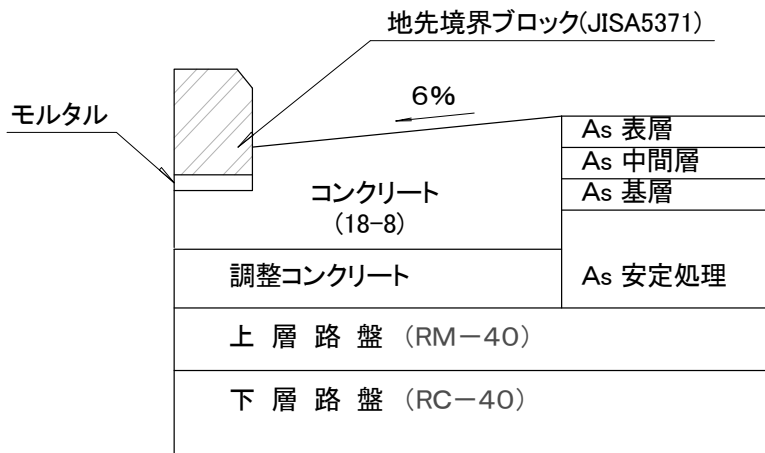 地先境界ブロック(JISA5371)
6%
モルタル
As 表層
As 中間層
As 基層
コンクリート
(18-8)
調整コンクリート
As 安定処理
上 層 路 盤 (RM-40)
下 層 路 盤 (RC-40)